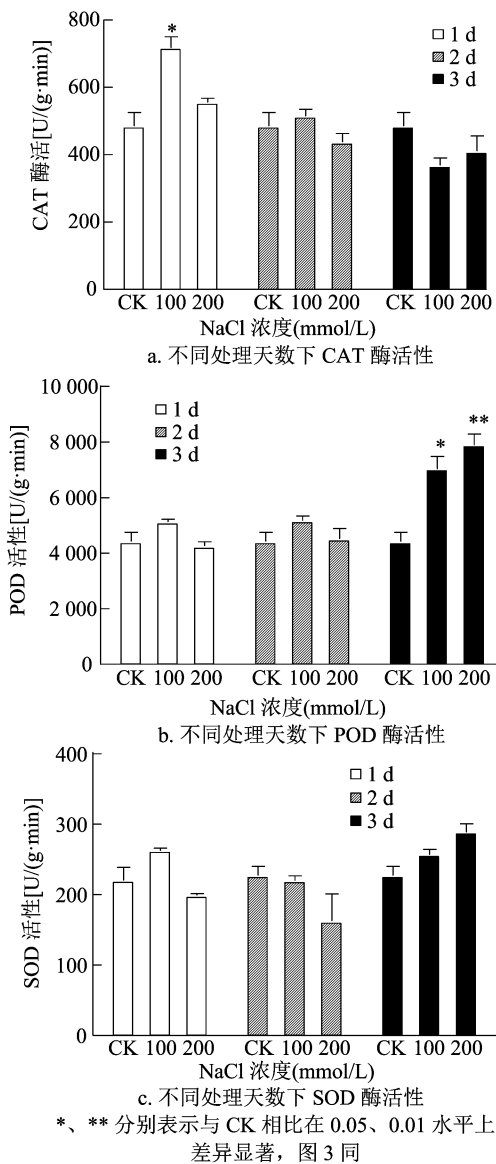 800
600
400
200
0
CAT 酶活[U/(g·min)]
*
1 d
2 d
3 d
CK 100 200 CK 100 200 CK 100 200
NaCl 浓度(mmol/L)
a. 不同处理天数下 CAT 酶活性
10 000
8 000
6 000
4 000
2 000
0
POD 活性[U/(g·min)]
1 d
2 d
3 d
*
**
CK 100 200 CK 100 200 CK 100 200
NaCl 浓度(mmol/L)
b. 不同处理天数下 POD 酶活性
400
300
200
100
0
SOD 活性[U/(g·min)]
1 d
2 d
3 d
CK 100 200 CK 100 200 CK 100 200
NaCl 浓度(mmol/L)
c. 不同处理天数下 SOD 酶活性
*、** 分别表示与 CK 相比在 0.05、0.01 水平上
差异显著，图 3 同